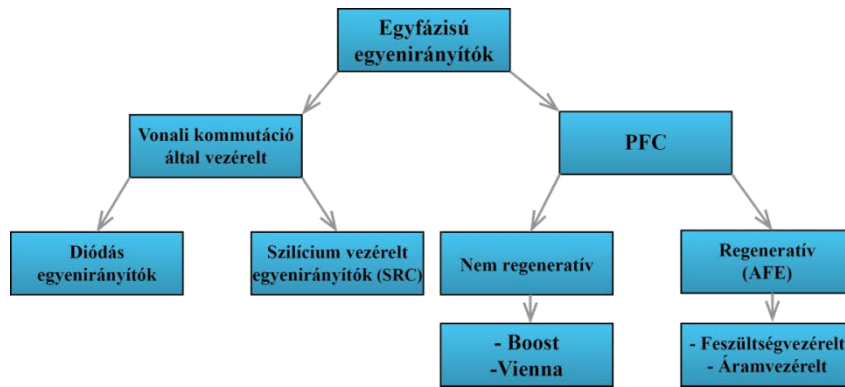 Egyfázisú
egyenirányítók
Vonali kommutáció
által vezérelt
PFC
Diódás
egyenirányítók
Szilícium vezérelt
egyenirányítók (SRC)
Nem regeneratív
Regeneratív
(AFE)
- Boost
-Vienna
- Feszültségvezérelt
- Áramvezérelt